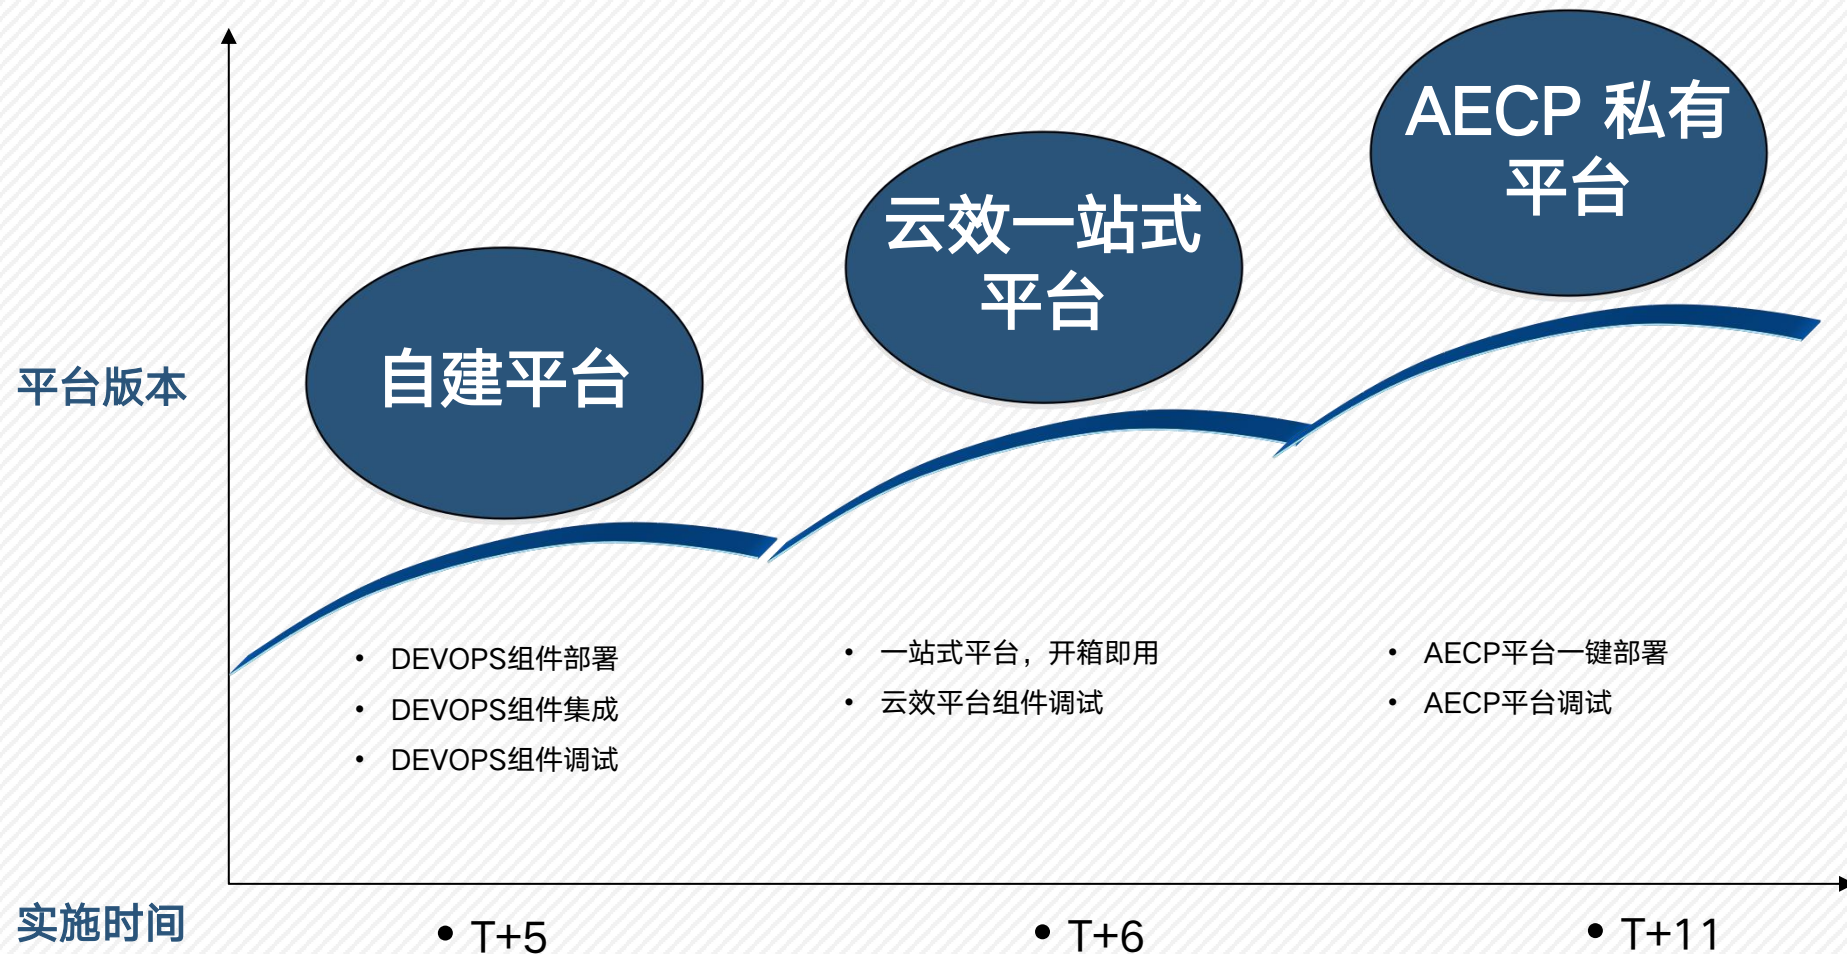 AECP 私有
平台
云效一站式
平台
自建平台
平台版本
• DEVOPS组件部署
• DEVOPS组件集成
• DEVOPS组件调试
• 一站式平台，开箱即用
• 云效平台组件调试
• AECP平台一键部署
• AECP平台调试
实施时间
• T+5
• T+6
• T+11